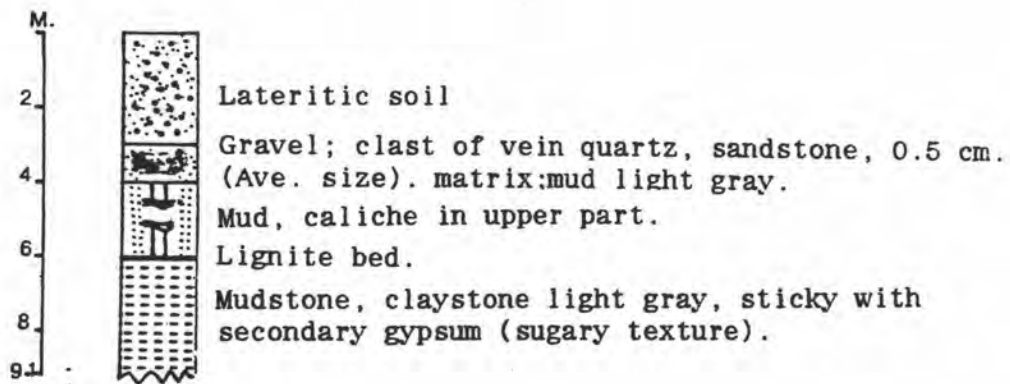 M.
2
Lateritic soil
Gravel; clast of vein quartz, sandstone, 0.5 cm.
4
(Ave. size). matrix:mud light gray.
Mud, caliche in upper part.
6
Lignite bed.
Mudstone, claystone light gray, sticky with
8
secondary gypsum (sugary texture).
9.1